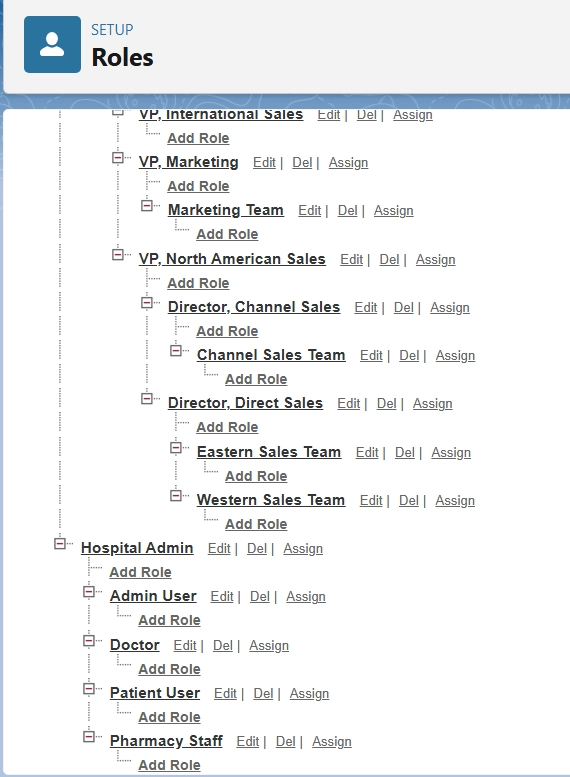 SETUP
Roles
VP, International Sales Edit | Del | Assign
Add Role
VP, Marketing Edit | Del | Assign
Add Role
Marketing Team Edit | Del | Assign
Add Role
VP, North American Sales Edit | Del | Assign
Add Role
Director, Channel Sales Edit | Del | Assign
Add Role
Channel Sales Team Edit | Del | Assign
Add Role
Director, Direct Sales Edit | Del | Assign
Add Role
Eastern Sales Team Edit | Del | Assign
Add Role
Western Sales Team Edit | Del | Assign
Add Role
Hospital Admin Edit | Del | Assign
Add Role
Admin User Edit | Del | Assign
Add Role
Doctor Edit | Del | Assign
Add Role
Patient User Edit | Del | Assign
Add Role
Pharmacy Staff Edit | Del | Assign
Add Role